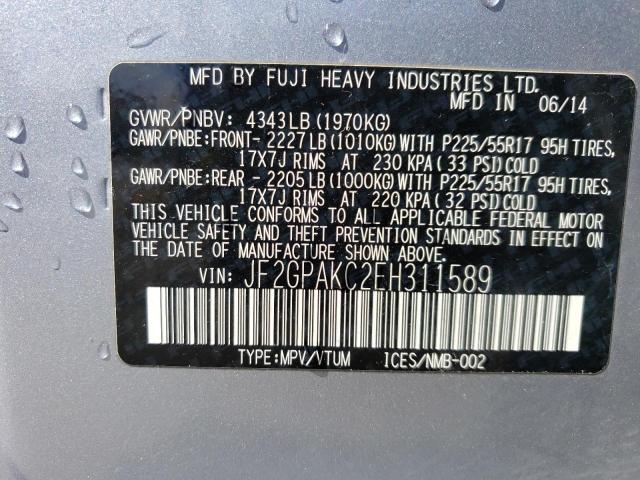 MFD BY FUJI HEAVY INDUSTRIES LTD.
MFD IN 06/14
GVWR/PNBV: 4343LB(1970KG)
GAWR/PNBE:FRONT- 2227LB(1010KG)WITH P225/55R17 95H TIRES,
17X7J RIMS AT 230 KPA(33 PSI)COLD
GAWR/PNBE:REAR - 2205LB(1000KG)WITH P225/55R17 95H TIRES,
17X7J RIMS AT 220 KPA(32 PSI)COLD
THIS VEHICLE CONFORMS TO ALL APPLICABLE FEDERAL MOTOR
VEHICLE SAFETY AND THEFT PREVENTION STANDARDS IN EFFECT
ON THE DATE OF MANUFACTURE SHOWN ABOVE.
VIN: JF2GPAKC2EH311589
TYPE:MPV/VTUM ICES/NMB-002